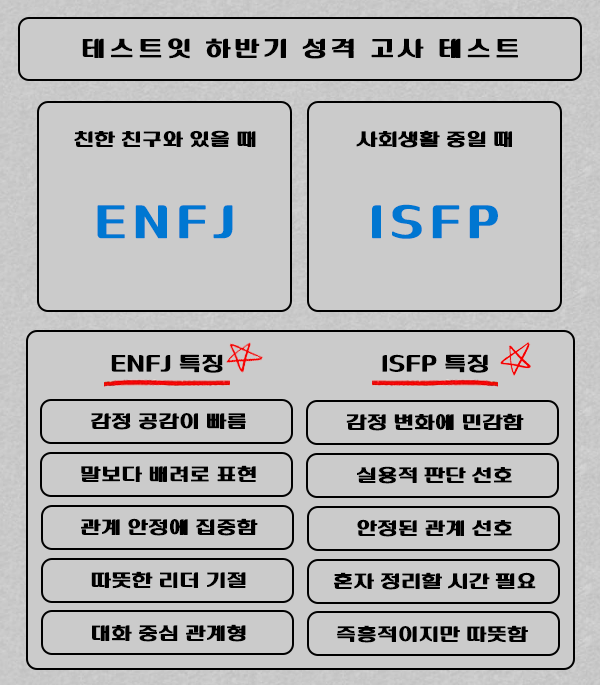 테스트잇 하반기 성격 고사 테스트
친한 친구와 있을 때
ENFJ
사회생활 중일 때
ISFP
ENFJ 특징
감정 공감이 빠름
말보다 배려로 표현
관계 안정에 집중함
따뜻한 리더 기절
대화 중심 관계형
ISFP 특징
감정 변화에 민감함
실용적 판단 선호
안정된 관계 선호
혼자 정리할 시간 필요
즉흥적이지만 따뜻함